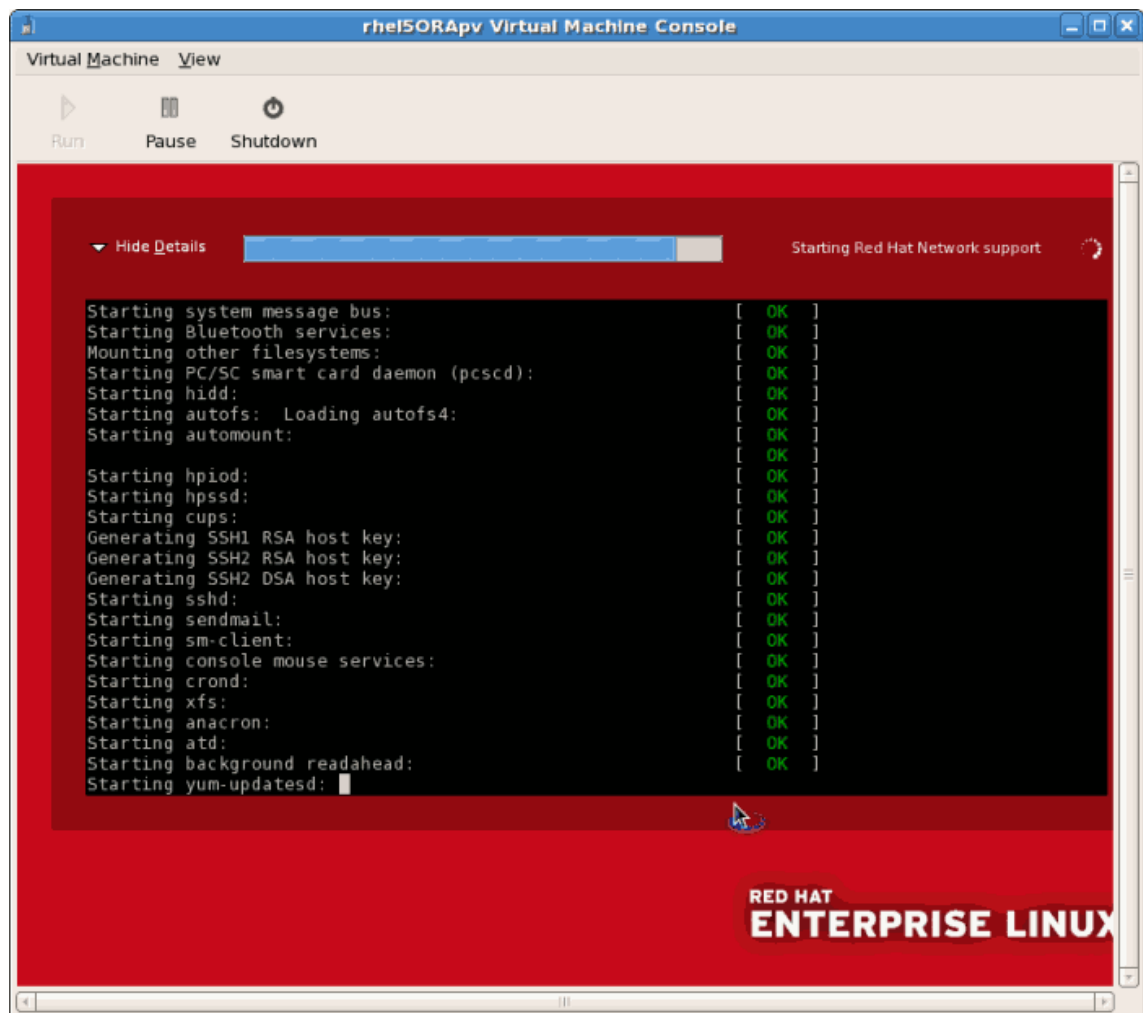 rhel5ORApv Virtual Machine Console
Virtual Machine View
Run Pause Shutdown
Hide Details Starting Red Hat Network support
Starting system message bus: [ OK ]
Starting Bluetooth services: [ OK ]
Mounting other filesystems: [ OK ]
Starting PC/SC smart card daemon (pcscd): [ OK ]
Starting hidd: [ OK ]
Starting autofs: Loading autofs4: [ OK ]
Starting automount: [ OK ]
[ OK ]
Starting hpiod: [ OK ]
Starting hpssd: [ OK ]
Starting cups: [ OK ]
Generating SSH1 RSA host key: [ OK ]
Generating SSH2 RSA host key: [ OK ]
Generating SSH2 DSA host key: [ OK ]
Starting sshd: [ OK ]
Starting sendmail: [ OK ]
Starting sm-client: [ OK ]
Starting console mouse services: [ OK ]
Starting crond: [ OK ]
Starting xfs: [ OK ]
Starting anacron: [ OK ]
Starting atd: [ OK ]
Starting background readahead: [ OK ]
Starting yum-updatesd:
RED HAT
ENTERPRISE LINUX